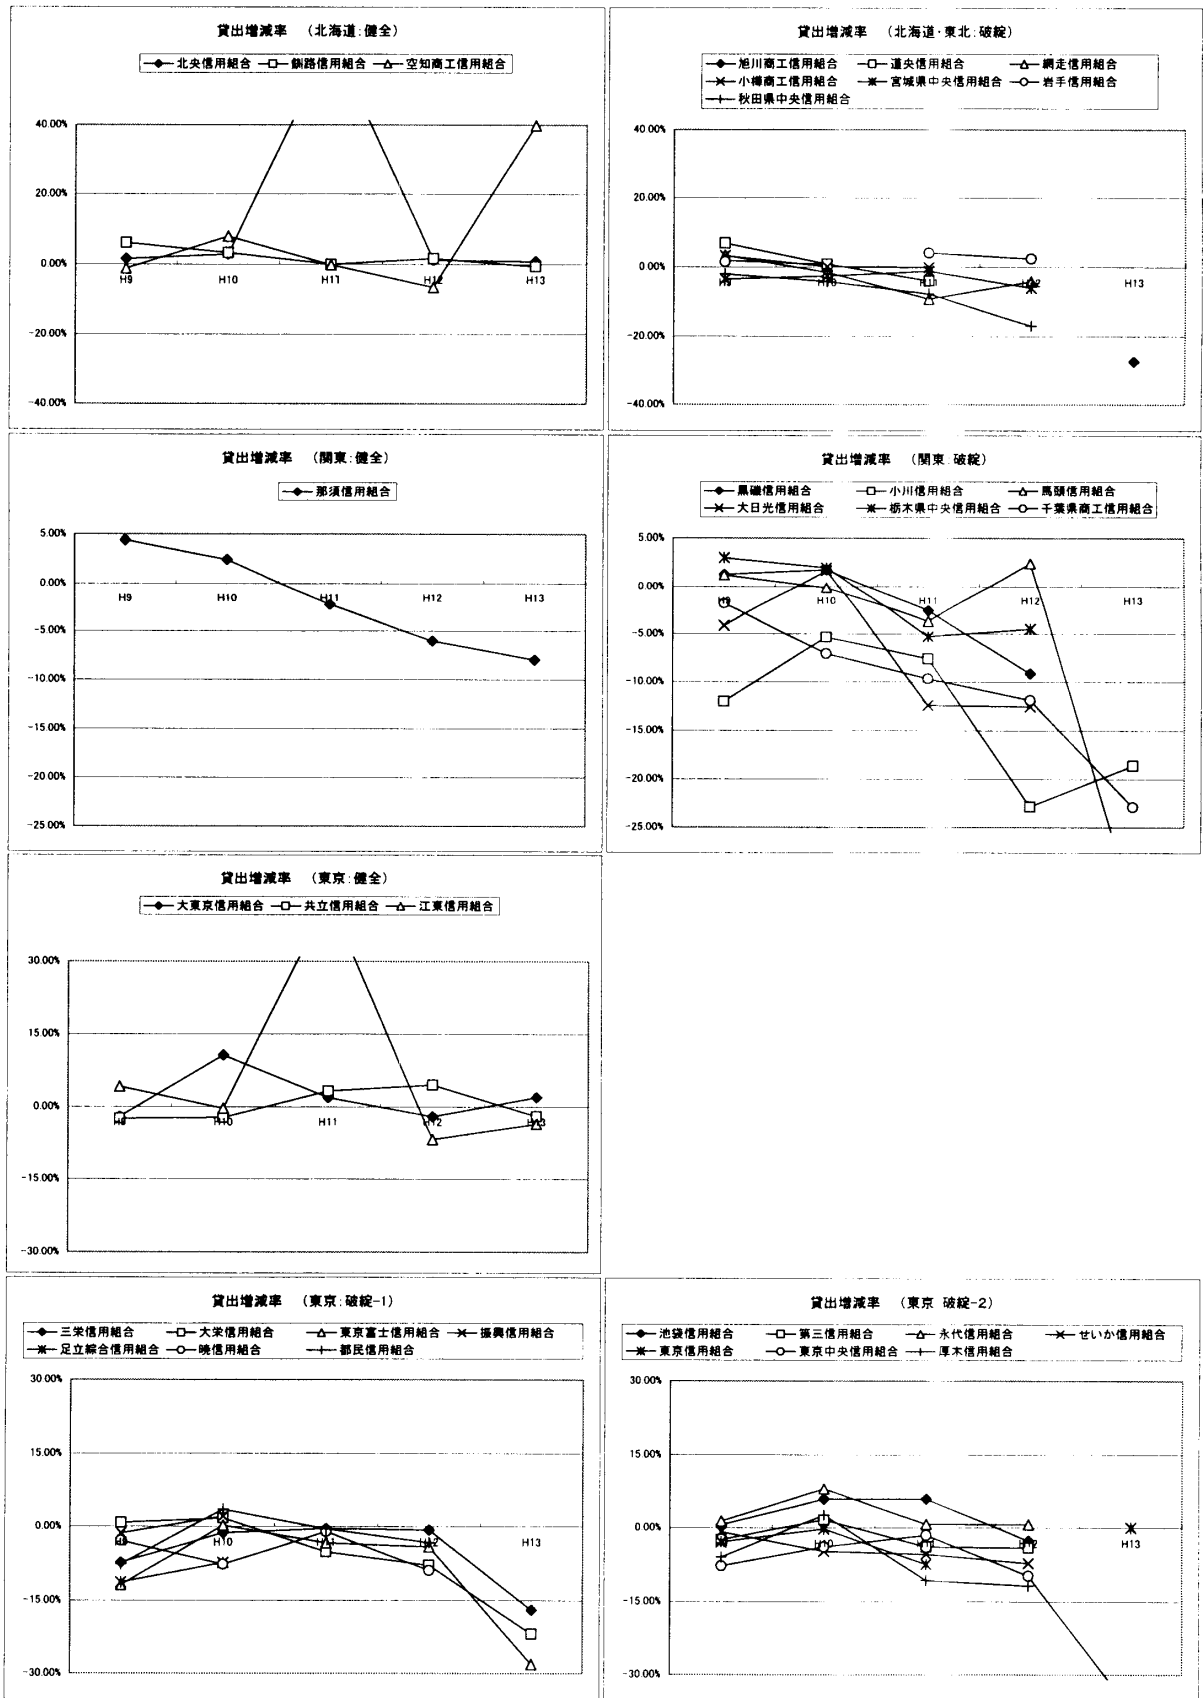 貸出増減率 (北海道:健全)
北央信用組合 釧路信用組合 空知商工信用組合
40.00%
20.00%
0.00%
-20.00%
-40.00%
H9 H10 H11 H12 H13
貸出増減率 (北海道・東北:破綻)
旭川商工信用組合 道央信用組合 網走信用組合
小樽商工信用組合 宮城県中央信用組合 岩手信用組合
秋田県中央信用組合
40.00%
20.00%
0.00%
-20.00%
-40.00%
H9 H10 H11 H12 H13
貸出増減率 (関東:健全)
那須信用組合
5.00%
0.00%
-5.00%
-10.00%
-15.00%
-20.00%
-25.00%
H9 H10 H11 H12 H13
貸出増減率 (関東:破綻)
黒磯信用組合 小川信用組合 馬頭信用組合
大日光信用組合 栃木県中央信用組合 千葉県商工信用組合
5.00%
0.00%
-5.00%
-10.00%
-15.00%
-20.00%
-25.00%
H9 H10 H11 H12 H13
貸出増減率 (東京:健全)
大東京信用組合 共立信用組合 江東信用組合
30.00%
15.00%
0.00%
-15.00%
-30.00%
H9 H10 H11 H12 H13
貸出増減率 (東京:破綻-1)
三栄信用組合 大栄信用組合 東京富士信用組合 振興信用組合
足立綜合信用組合 暁信用組合 都民信用組合
30.00%
15.00%
0.00%
-15.00%
-30.00%
H9 H10 H11 H12 H13
貸出増減率 (東京 破綻-2)
池袋信用組合 第三信用組合 永代信用組合 せいか信用組合
東京信用組合 東京中央信用組合 厚木信用組合
30.00%
15.00%
0.00%
-15.00%
-30.00%
H9 H10 H11 H12 H13